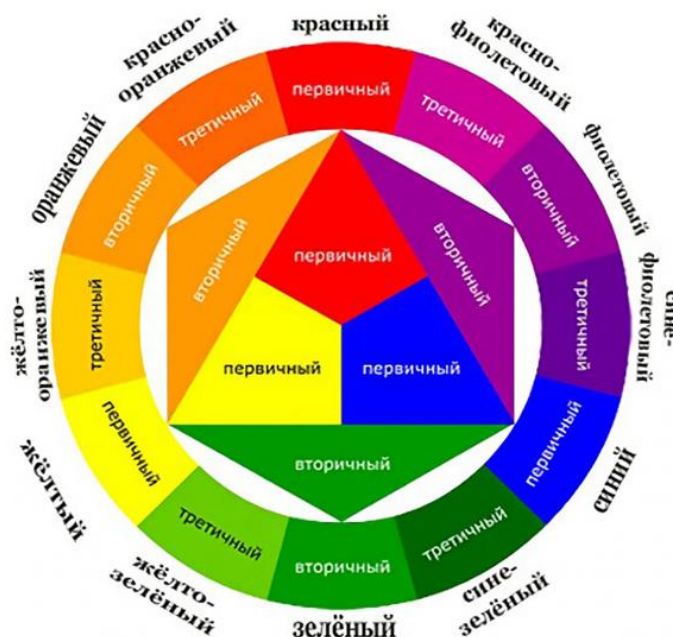 красный
красно-
фиолетовый
фиолетовый
сине-
фиолетовый
синий
сине-
зелёный
зелёный
жёлто-
зелёный
жёлтый
жёлто-
оранжевый
оранжевый
красно-
оранжевый
первичный
третичный
вторичный
третичный
первичный
третичный
вторичный
третичный
первичный
третичный
вторичный
третичный
первичный
вторичный
вторичный
первичный
первичный
вторичный